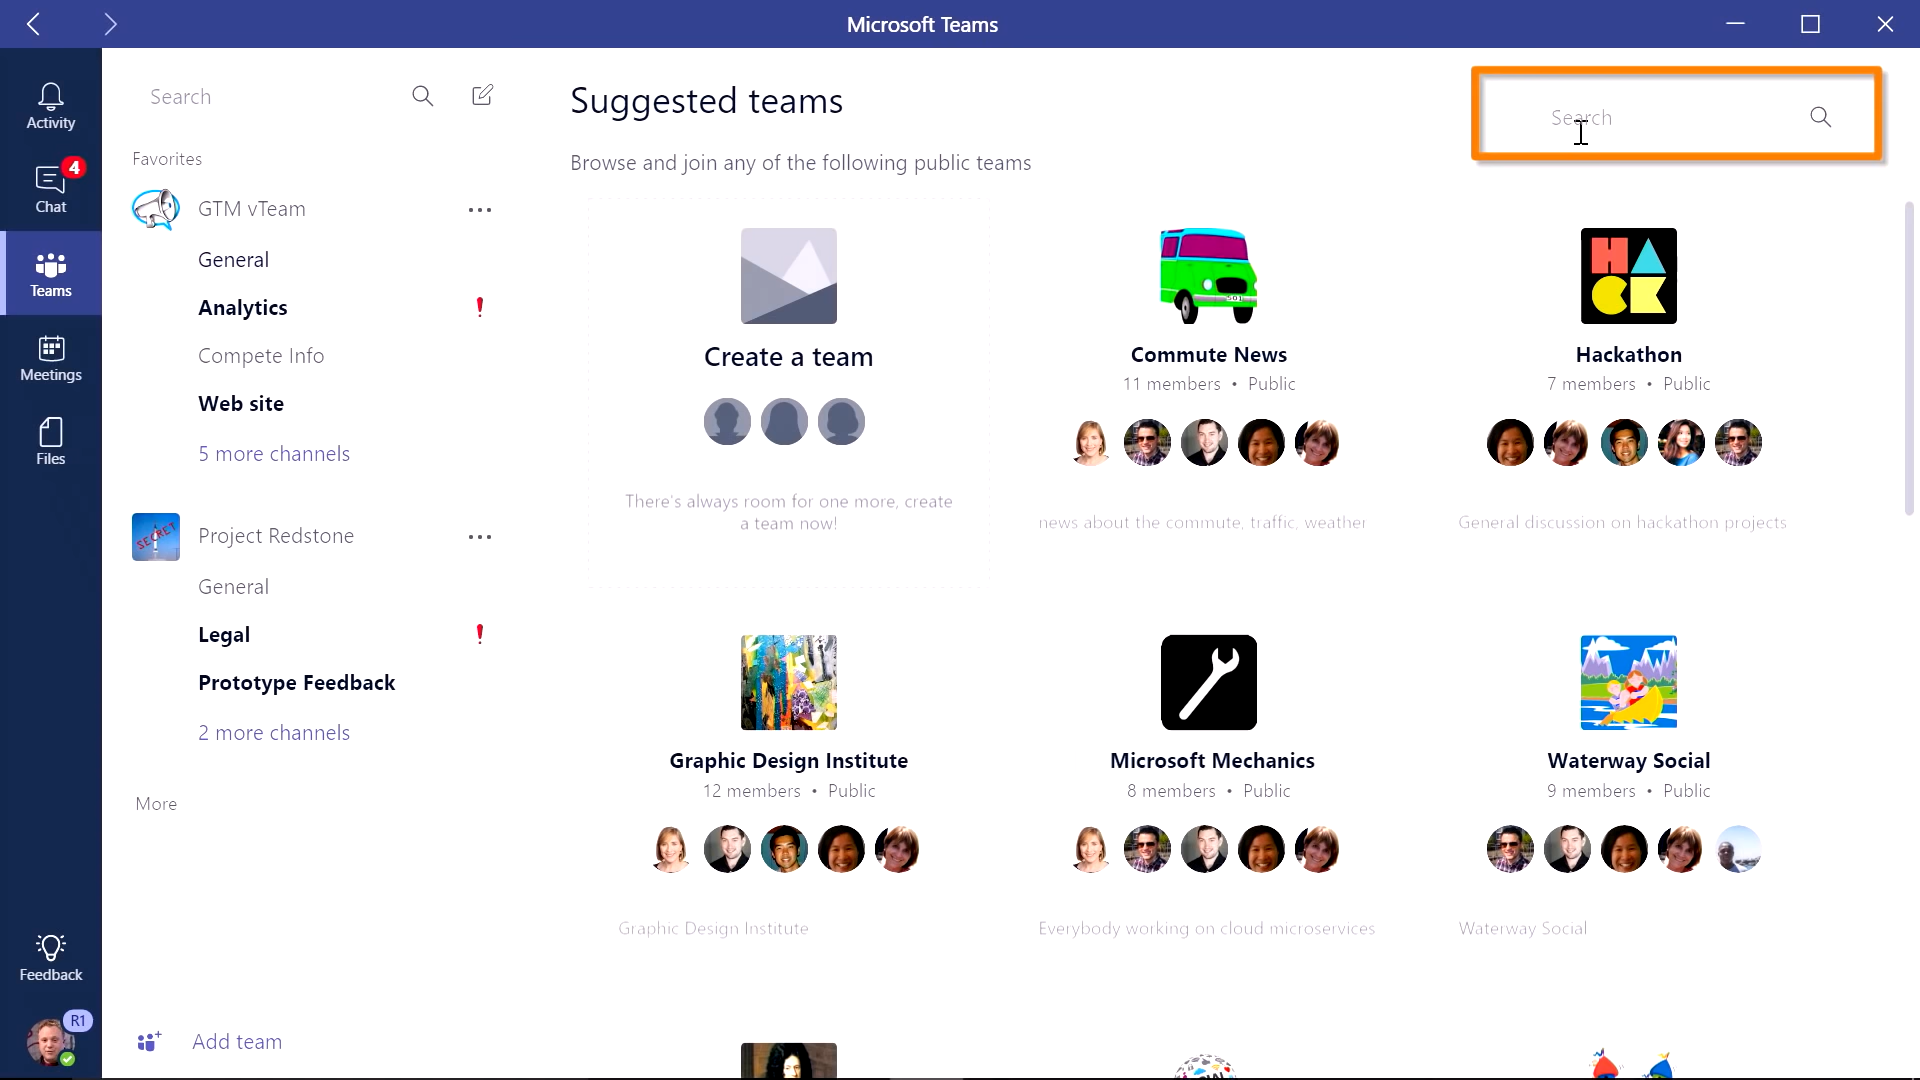 Microsoft Teams
Activity
4
Chat
Teams
Meetings
Files
Feedback
R1
Search
Favorites
GTM vTeam
General
Analytics
Compete Info
Web site
5 more channels
SECRET
Project Redstone
General
Legal
Prototype Feedback
2 more channels
More
Add team
Suggested teams
Search
Browse and join any of the following public teams
Create a team
There's always room for one more, create
a team now!
501
Commute News
11 members • Public
news about the commute, traffic, weather
HACK
Hackathon
7 members • Public
General discussion on hackathon projects
Graphic Design Institute
12 members • Public
Graphic Design Institute
Microsoft Mechanics
8 members • Public
Everybody working on cloud microservices
Waterway Social
9 members • Public
Waterway Social